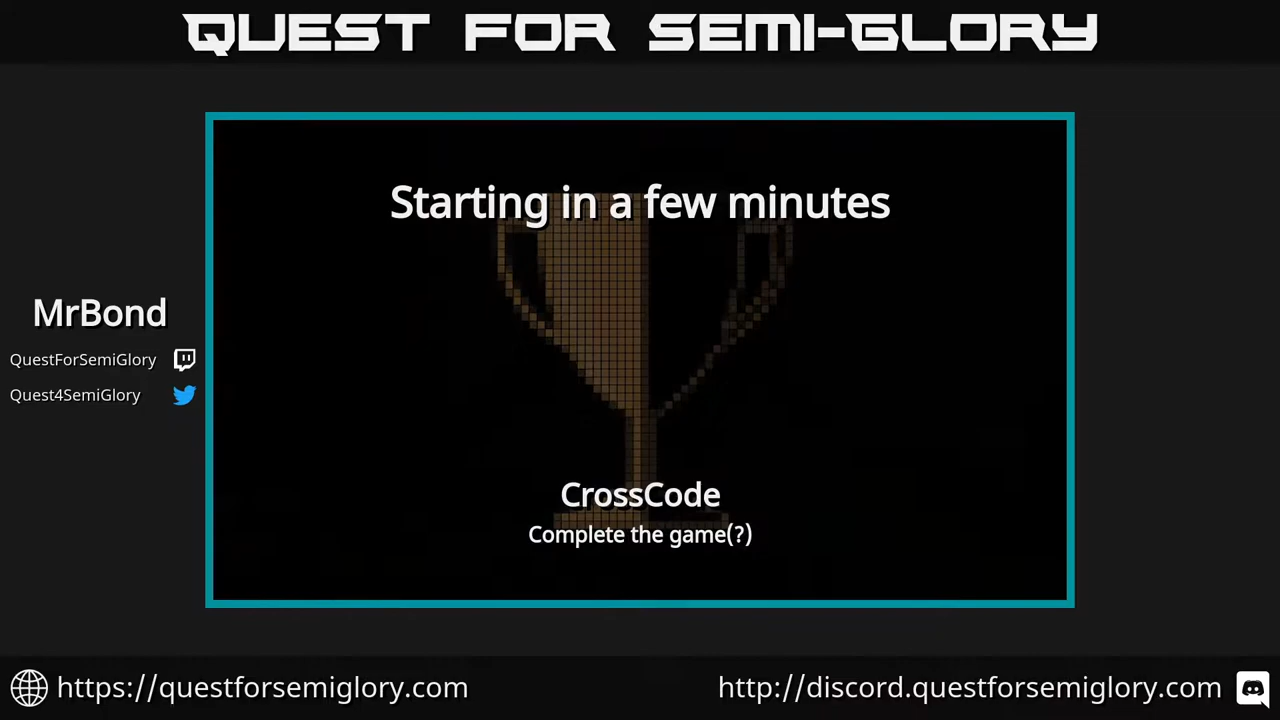 QUEST FOR SEMI-GLORY
Starting in a few minutes
MrBond
QuestForSemiGlory
Quest4SemiGlory
CrossCode
Complete the game(?)
https://questforsemiglory.com
http://discord.questforsemiglory.com